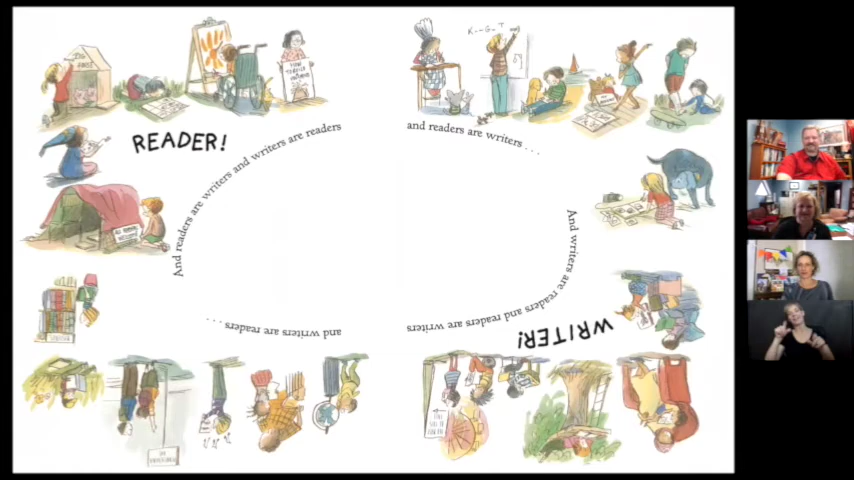 READER!
And readers are writers and writers are readers
and readers are writers . . .
And writers are readers and readers are writers
WRITER!
and writers are readers . . .
K--G-T